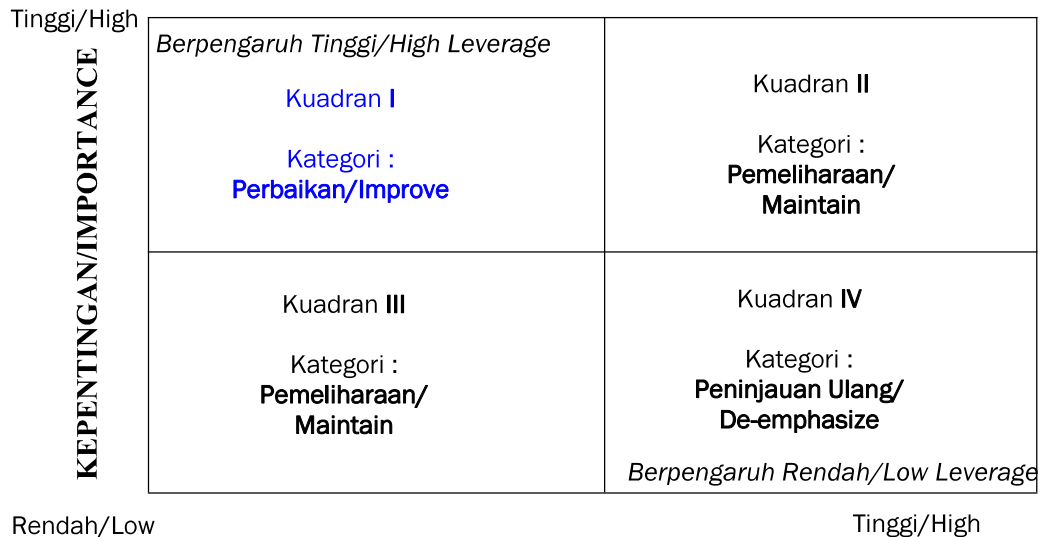 Tinggi/High
KEPENTINGAN/IMPORTANCE
Berpengaruh Tinggi/High Leverage
Kuadran I
Kategori :
Perbaikan/Improve
Kuadran II
Kategori :
Pemeliharaan/
Maintain
Kuadran III
Kategori :
Pemeliharaan/
Maintain
Kuadran IV
Kategori :
Peninjauan Ulang/
De-emphasize
Berpengaruh Rendah/Low Leverage
Rendah/Low
Tinggi/High